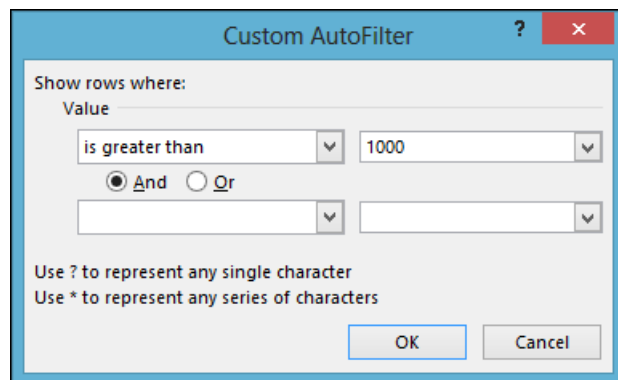 Custom AutoFilter ? ×
Show rows where:
Value
is greater than 1000
And Or
Use ? to represent any single character
Use * to represent any series of characters
OK Cancel